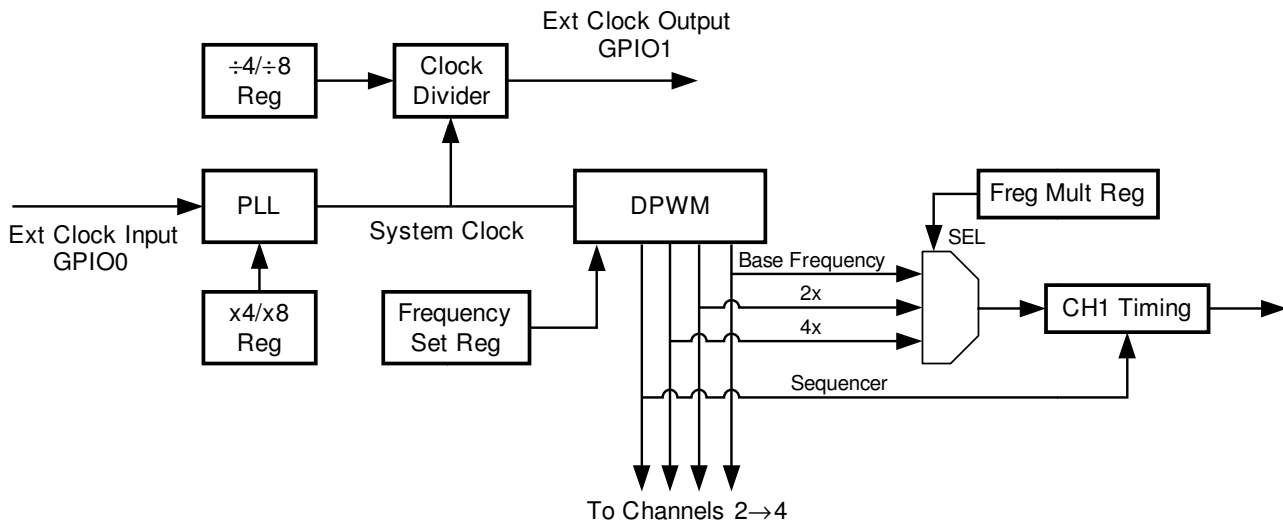 Ext Clock Output
GPIO1
÷4/÷8
Reg
Clock
Divider
PLL
DPWM
Freg Mult Reg
Ext Clock Input
GPIO0
System Clock
SEL
Base Frequency
x4/x8
Reg
Frequency
Set Reg
2x
CH1 Timing
4x
Sequencer
To Channels 2→4